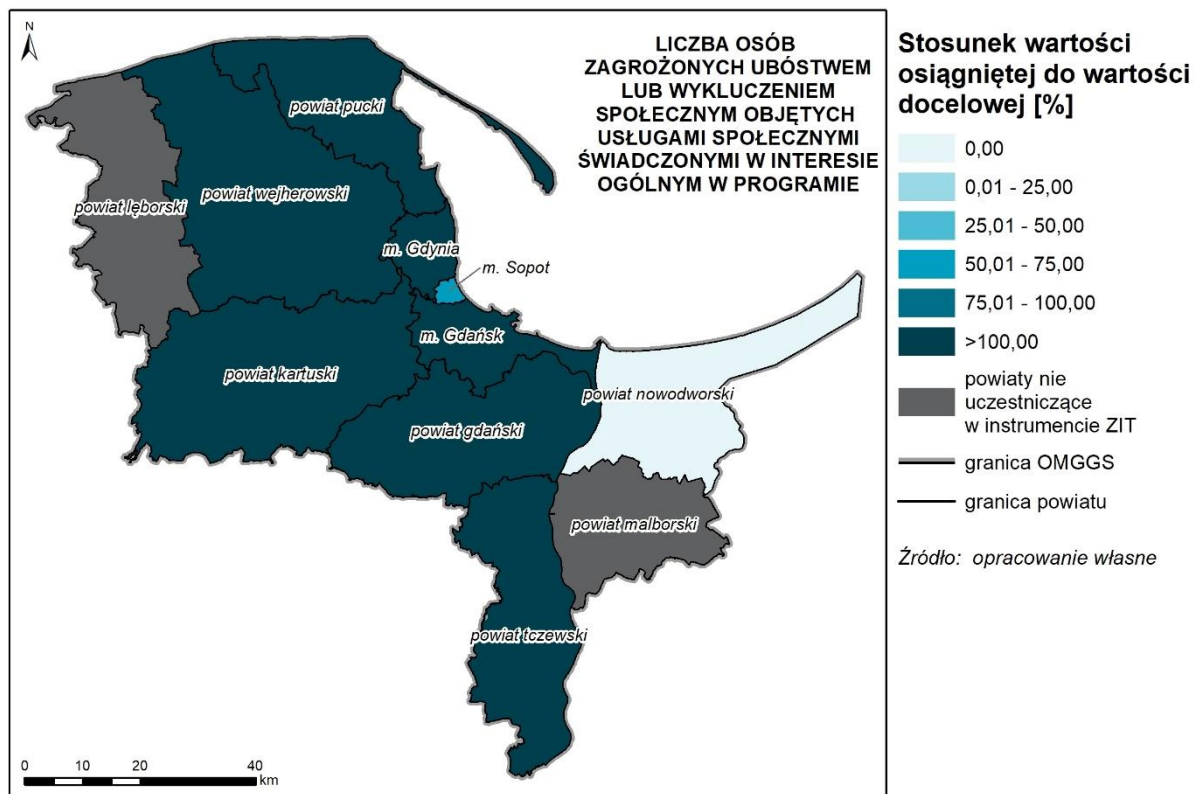 N
LICZBA OSÓB
ZAGROŻONYCH UBÓSTWEM
LUB WYKLUCZENIEM
SPOŁECZNYM OBJĘTYCH
USŁUGAMI SPOŁECZNYMI
ŚWIADCZONYMI W INTERESIE
OGÓLNYM W PROGRAMIE
powiat pucki
powiat wejherowski
powiat lęborski
m. Gdynia
m. Sopot
m. Gdańsk
powiat kartuski
powiat nowodworski
powiat gdański
powiat malborski
powiat tczewski
0 10 20 40
km
Stosunek wartości
osiągniętej do wartości
docelowej [%]
0,00
0,01 - 25,00
25,01 - 50,00
50,01 - 75,00
75,01 - 100,00
>100,00
powiaty nie
uczestniczące
w instrumencie ZIT
granica OMGGS
granica powiatu
Źródło: opracowanie własne